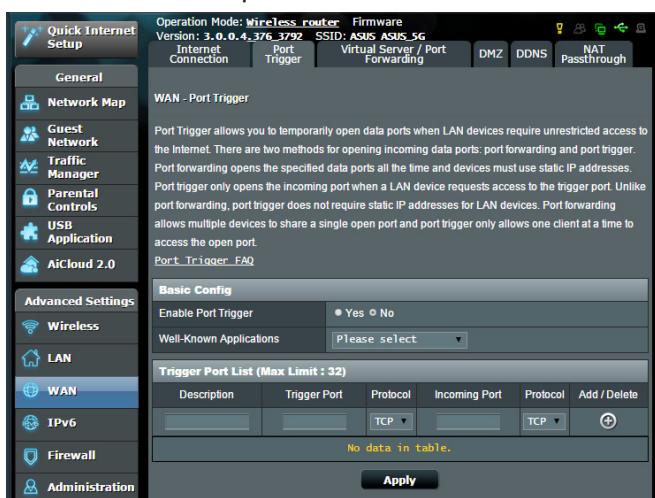 Quick Internet
Setup
General
Network Map
Guest
Network
Traffic
Manager
Parental
Controls
USB
Application
AiCloud 2.0
Advanced Settings
Wireless
LAN
WAN
IPv6
Firewall
Administration
Operation Mode: Wireless router Firmware
Version: 3.0.0.4.376_3792 SSID: ASUS ASUS_5G
Internet
Connection
Port
Trigger
Virtual Server / Port
Forwarding
DMZ
DDNS
NAT
Passthrough
WAN - Port Trigger
Port Trigger allows you to temporarily open data ports when LAN devices require unrestricted access to
the Internet. There are two methods for opening incoming data ports: port forwarding and port trigger.
Port forwarding opens the specified data ports all the time and devices must use static IP addresses.
Port trigger only opens the incoming port when a LAN device requests access to the trigger port. Unlike
port forwarding, port trigger does not require static IP addresses for LAN devices. Port forwarding
allows multiple devices to share a single open port and port trigger only allows one client at a time to
access the open port.
Port Trigger FAQ
Basic Config
Enable Port Trigger Yes No
Well-Known Applications Please select
Trigger Port List (Max Limit : 32)
Description Trigger Port Protocol Incoming Port Protocol Add / Delete
TCP TCP
No data in table.
Apply